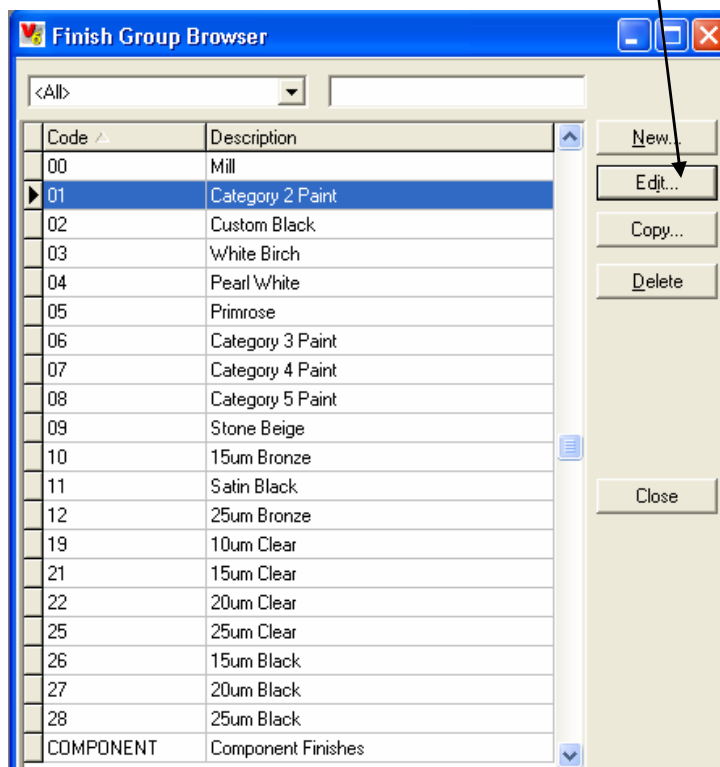 Finish Group Browser
<All>
Code Description
00 Mill
01 Category 2 Paint
02 Custom Black
03 White Birch
04 Pearl White
05 Primrose
06 Category 3 Paint
07 Category 4 Paint
08 Category 5 Paint
09 Stone Beige
10 15um Bronze
11 Satin Black
12 25um Bronze
19 10um Clear
21 15um Clear
22 20um Clear
25 25um Clear
26 15um Black
27 20um Black
28 25um Black
COMPONENT Component Finishes
New...
Edit...
Copy...
Delete
Close